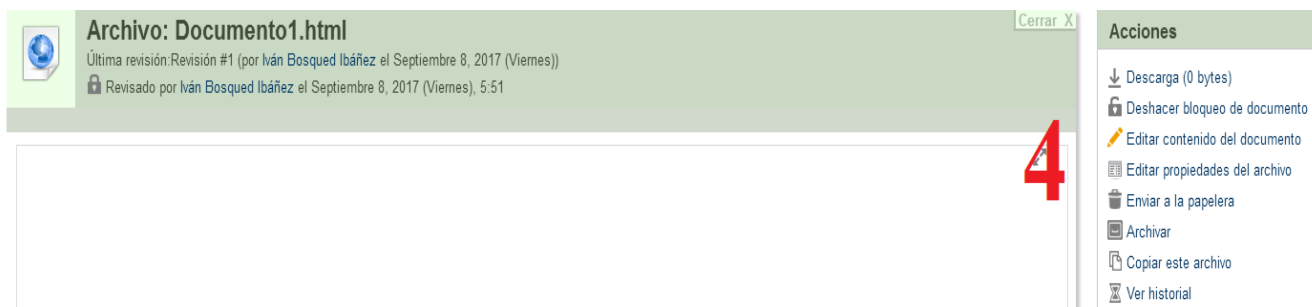 Archivo: Documento1.html
Cerrar X
Última revisión:Revisión #1 (por Iván Bosqued Ibáñez el Septiembre 8, 2017 (Viernes))
Revisado por Iván Bosqued Ibáñez el Septiembre 8, 2017 (Viernes), 5:51
4
Acciones
Descarga (0 bytes)
Deshacer bloqueo de documento
Editar contenido del documento
Editar propiedades del archivo
Enviar a la papelera
Archivar
Copiar este archivo
Ver historial